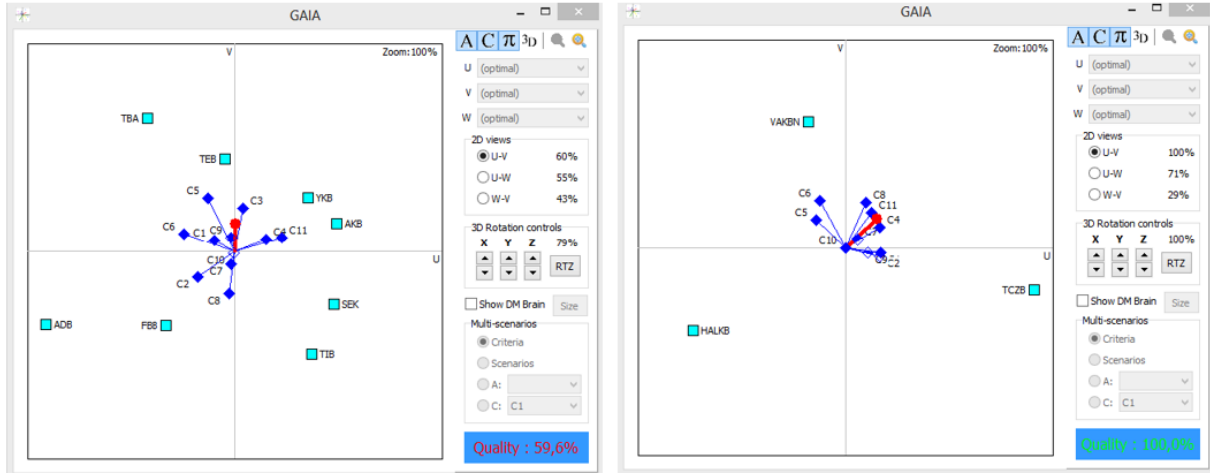 GAIA
V
Zoom: 100%
A C π 3D
TBA
TEB
C5
C3
YKB
C6
C1
C9
C4
C11
AKB
U
C10
C7
C2
C8
SEK
ADB
FBB
TIB
U (optimal)
V (optimal)
W (optimal)
2D views
U-V 60%
U-W 55%
W-V 43%
3D Rotation controls
X Y Z 79%
RTZ
Show DM Brain Size
Multi-scenarios
Criteria
Scenarios
A:
C: C1
Quality : 59,6%
GAIA
V
Zoom: 100%
A C π 3D
VAKBN
C6
C8
C5
C11
C4
C10
C7
U
C2
TCZB
HALKB
U (optimal)
V (optimal)
W (optimal)
2D views
U-V 100%
U-W 71%
W-V 29%
3D Rotation controls
X Y Z 100%
RTZ
Show DM Brain Size
Multi-scenarios
Criteria
Scenarios
A:
C: C1
Quality : 100,0%